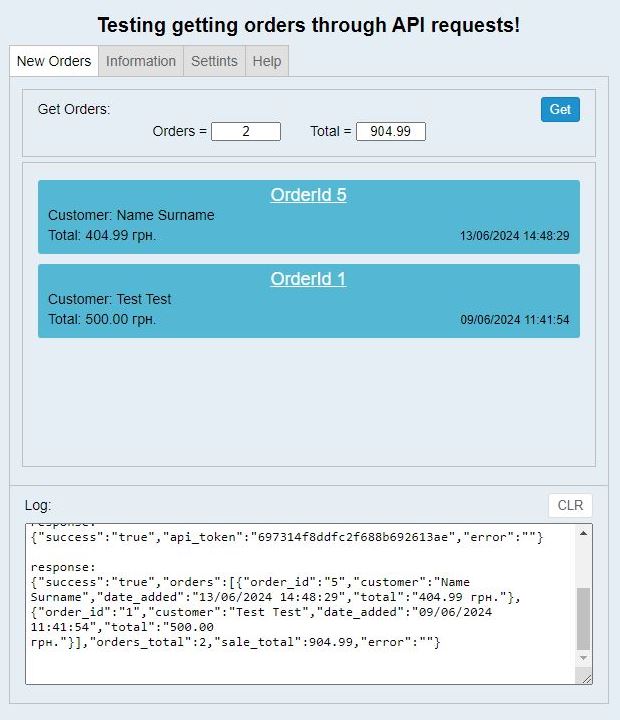 Testing getting orders through API requests!
New Orders Information Settints Help
Get Orders: Get
Orders = 2 Total = 904.99
OrderId 5
Customer: Name Surname
Total: 404.99 грн. 13/06/2024 14:48:29
OrderId 1
Customer: Test Test
Total: 500.00 грн. 09/06/2024 11:41:54
Log: CLR
response:
{"success":"true","api_token":"697314f8ddfc2f688b692613ae","error":""}
response:
{"success":"true","orders":[{"order_id":"5","customer":"Name
Surname","date_added":"13/06/2024 14:48:29","total":"404.99 грн."},
{"order_id":"1","customer":"Test Test","date_added":"09/06/2024
11:41:54","total":"500.00
грн."}],"orders_total":2,"sale_total":904.99,"error":""}